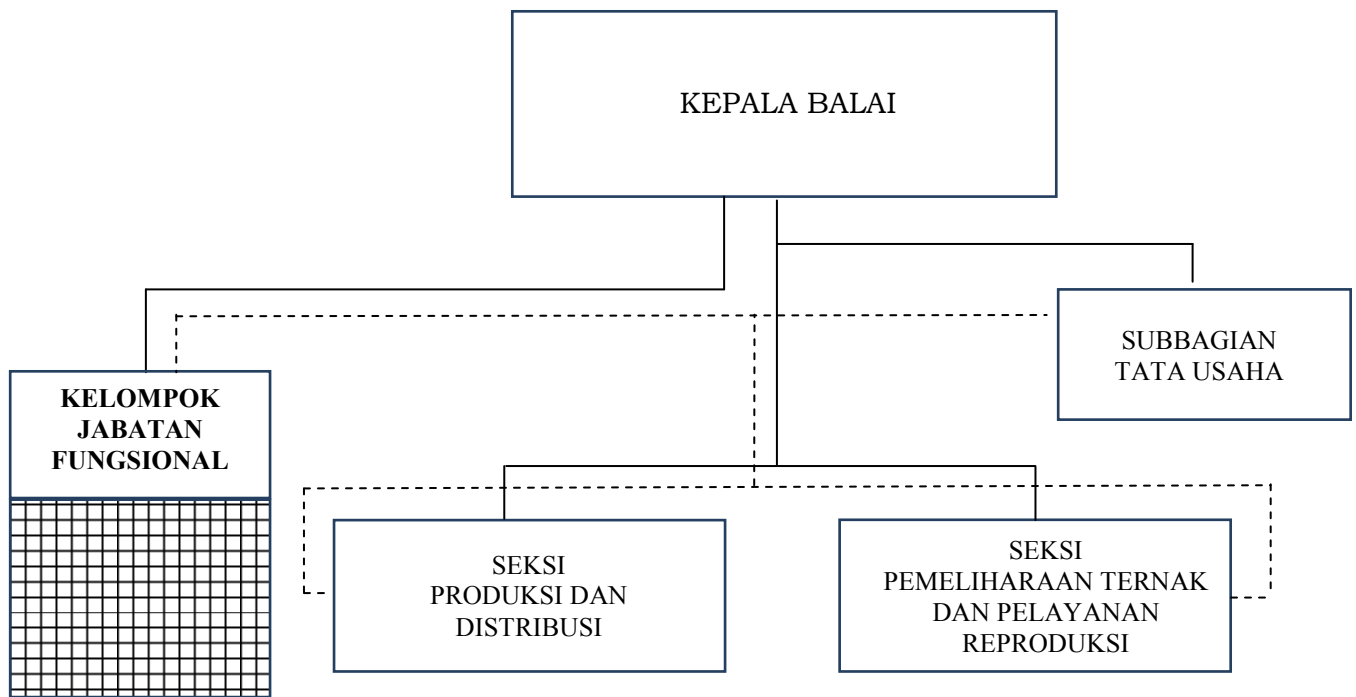 KEPALA BALAI
SUBBAGIAN
TATA USAHA
KELOMPOK
JABATAN
FUNGSIONAL
SEKSI
PRODUKSI DAN
DISTRIBUSI
SEKSI
PEMELIHARAAN TERNAK
DAN PELAYANAN
REPRODUKSI